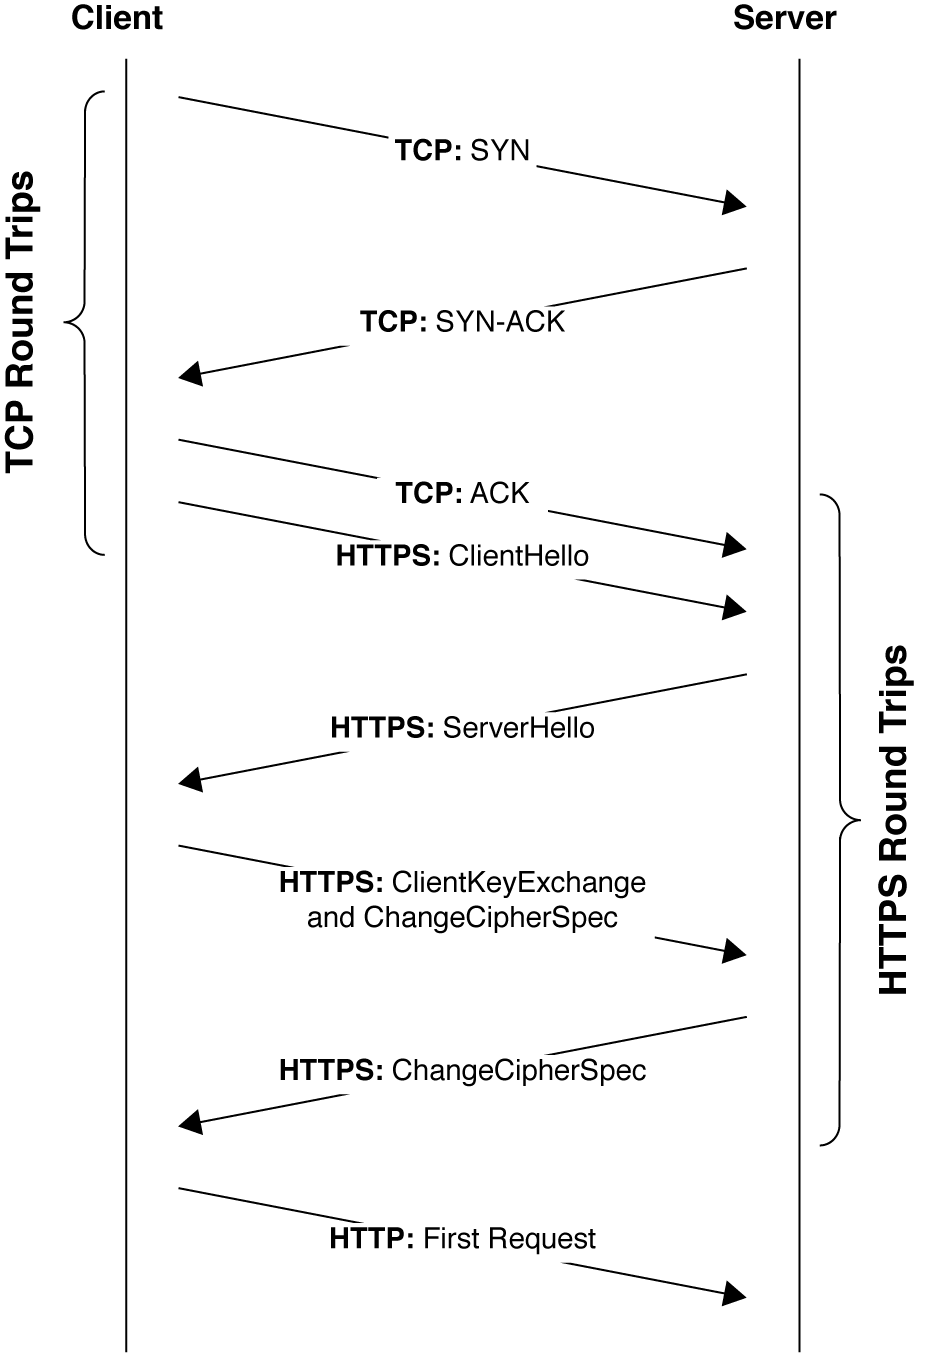 Client
Server
TCP Round Trips
TCP: SYN
TCP: SYN-ACK
TCP: ACK
HTTPS: ClientHello
HTTPS: ServerHello
HTTPS: ClientKeyExchange
and ChangeCipherSpec
HTTPS: ChangeCipherSpec
HTTP: First Request
HTTPS Round Trips